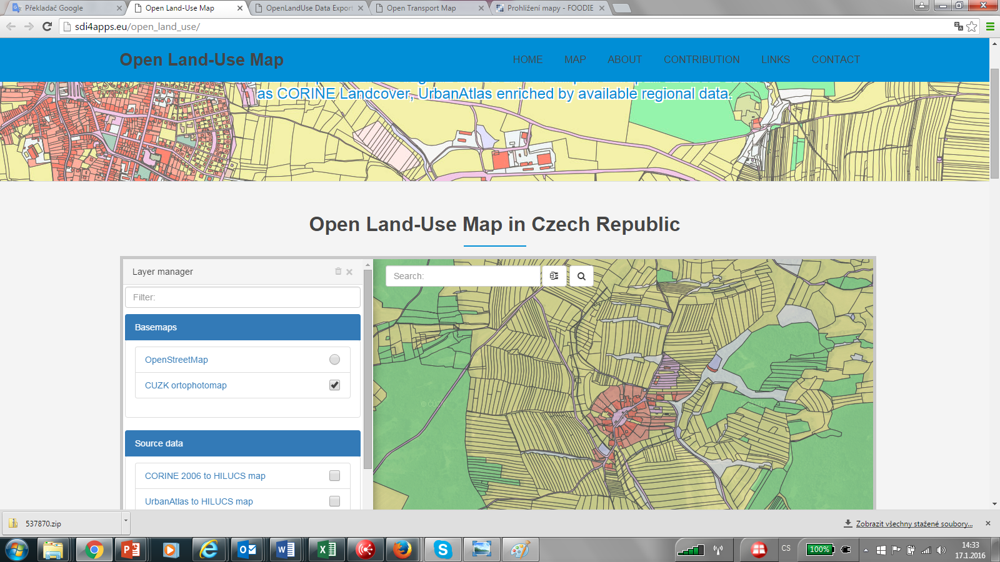 Překladač Google
Open Land-Use Map
OpenLandUse Data Export
Open Transport Map
Prohlížení mapy - FOODIE
sdi4apps.eu/open_land_use/
Open Land-Use Map
HOME
MAP
ABOUT
CONTRIBUTION
LINKS
CONTACT
as CORINE Landcover, UrbanAtlas enriched by available regional data.
Open Land-Use Map in Czech Republic
Layer manager
Search:
Filter:
Basemaps
OpenStreetMap
CUZK ortophotomap
© ČÚZK
Source data
CORINE 2006 to HILUCS map
UrbanAtlas to HILUCS map
537870.zip
Zobrazit všechny stažené soubory...
CS
100%
14:33
17.1.2016